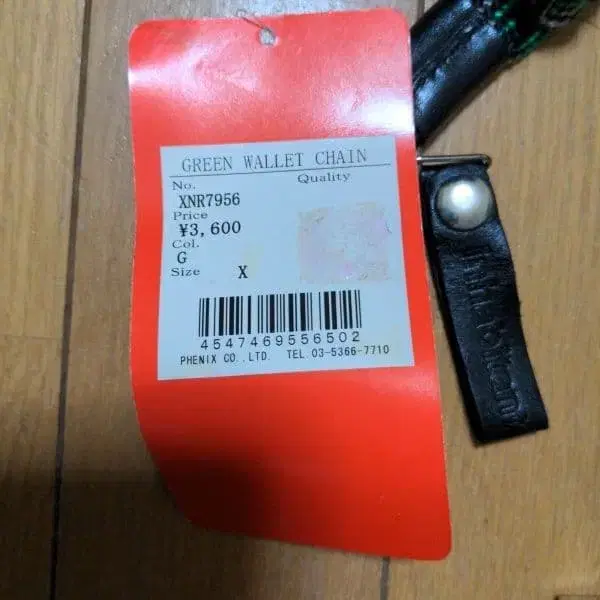 GREEN WALLET CHAIN
No. Quality
XNR7956
Price
¥3,600
Col.
G
Size X
4547469556502
PHENIX CO.,LTD. TEL.03-5366-7710